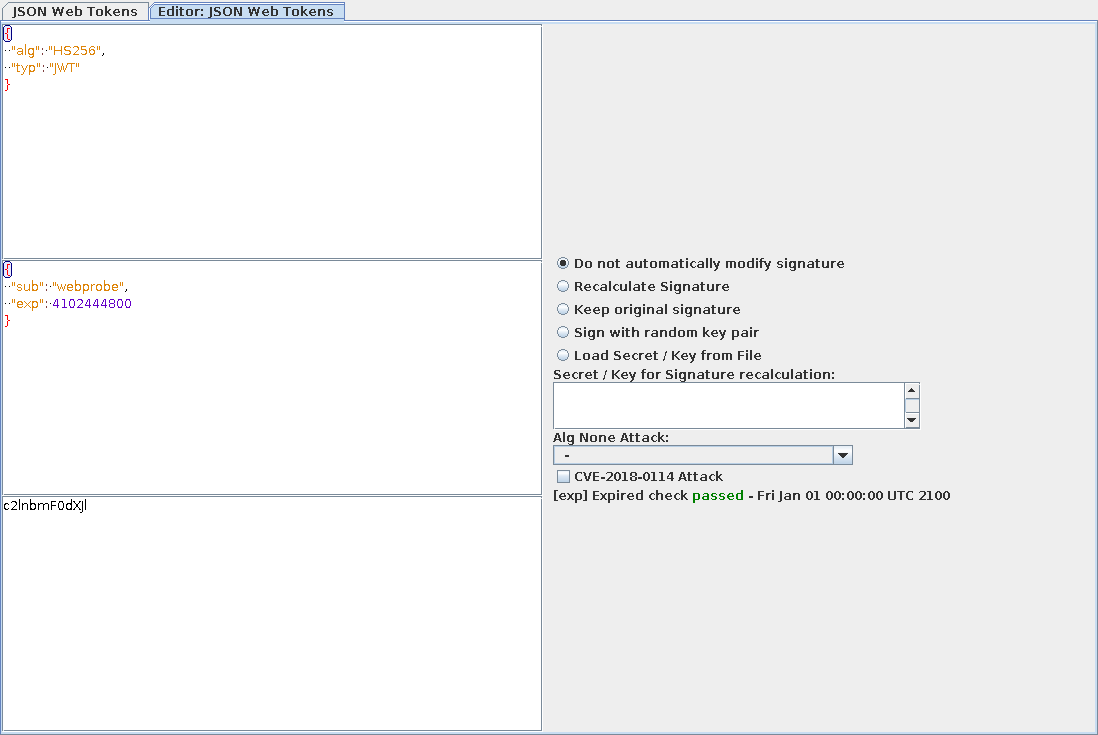 JSON Web Tokens
Editor: JSON Web Tokens
{
··"alg":·"HS256",
··"typ":·"JWT"
}
{
··"sub":·"webprobe",
··"exp":·4102444800
}
c2lnbmF0dXJl
Do not automatically modify signature
Recalculate Signature
Keep original signature
Sign with random key pair
Load Secret / Key from File
Secret / Key for Signature recalculation:
Alg None Attack:
-
CVE-2018-0114 Attack
[exp] Expired check passed - Fri Jan 01 00:00:00 UTC 2100